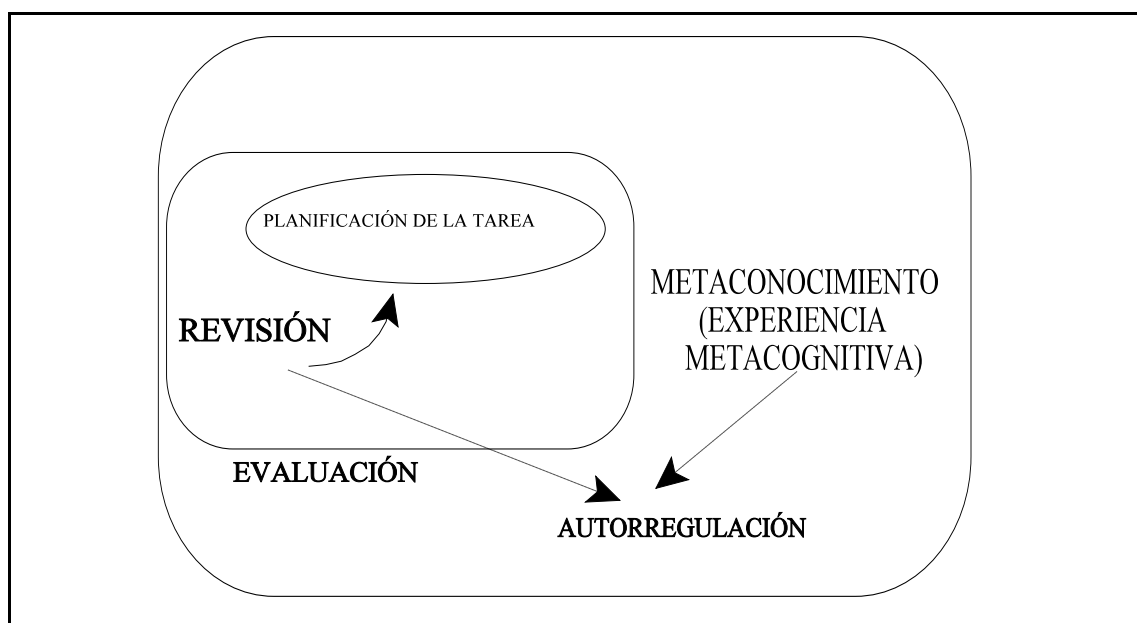 PLANIFICACIÓN DE LA TAREA
METACONOCIMIENTO
(EXPERIENCIA
METACOGNITIVA)
REVISIÓN
EVALUACIÓN
AUTORREGULACIÓN